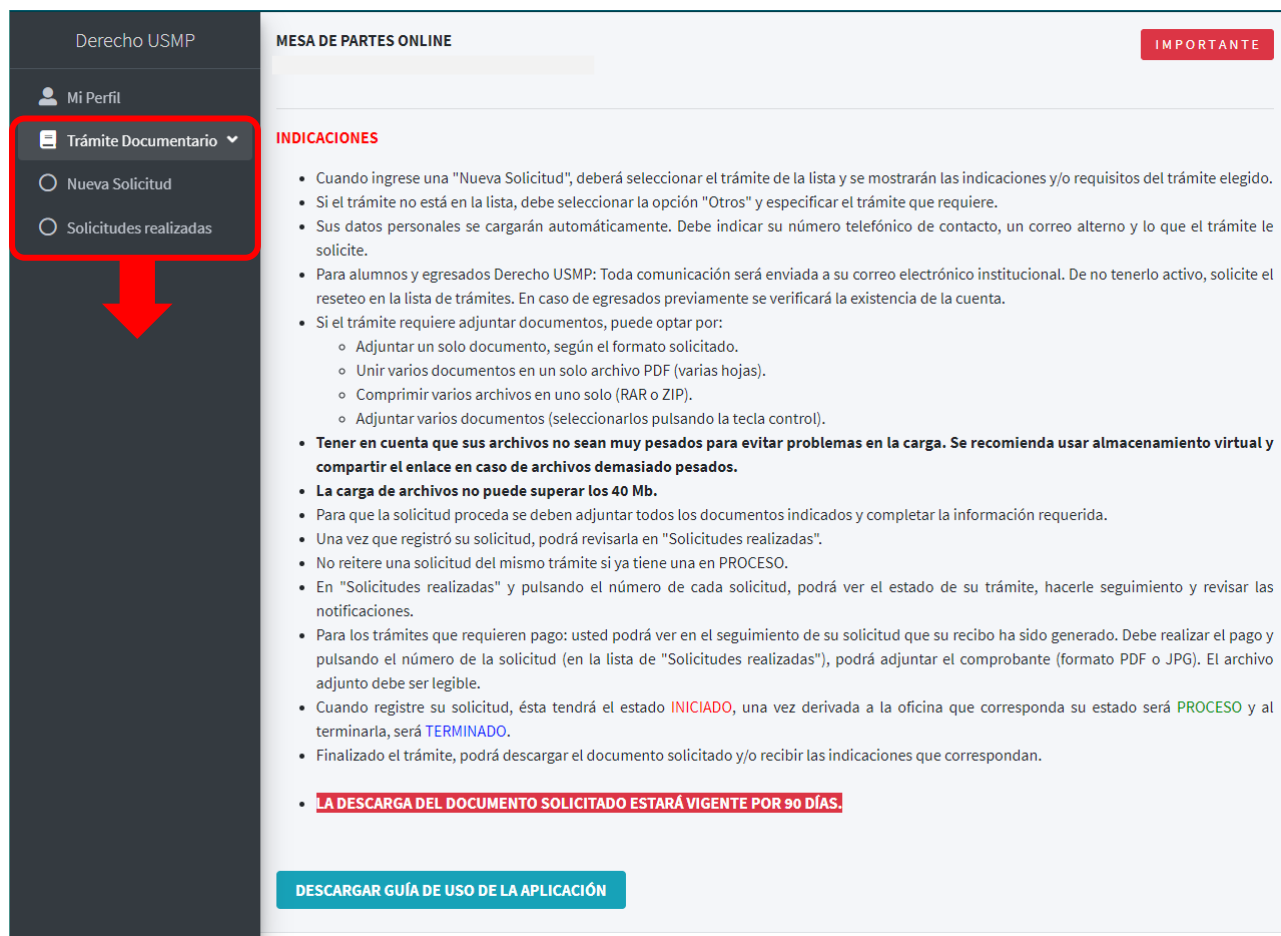 Derecho USMP
Mi Perfil
Trámite Documentario
Nueva Solicitud
Solicitudes realizadas
MESA DE PARTES ONLINE
IMPORTANTE
INDICACIONES
• Cuando ingrese una "Nueva Solicitud", deberá seleccionar el trámite de la lista y se mostrarán las indicaciones y/o requisitos del trámite elegido.
• Si el trámite no está en la lista, debe seleccionar la opción "Otros" y especificar el trámite que requiere.
• Sus datos personales se cargarán automáticamente. Debe indicar su número telefónico de contacto, un correo alterno y lo que el trámite le
solicite.
• Para alumnos y egresados Derecho USMP: Toda comunicación será enviada a su correo electrónico institucional. De no tenerlo activo, solicite el
reseteo en la lista de trámites. En caso de egresados previamente se verificará la existencia de la cuenta.
• Si el trámite requiere adjuntar documentos, puede optar por:
◦ Adjuntar un solo documento, según el formato solicitado.
◦ Unir varios documentos en un solo archivo PDF (varias hojas).
◦ Comprimir varios archivos en uno solo (RAR o ZIP).
◦ Adjuntar varios documentos (seleccionarlos pulsando la tecla control).
• Tener en cuenta que sus archivos no sean muy pesados para evitar problemas en la carga. Se recomienda usar almacenamiento virtual y
compartir el enlace en caso de archivos demasiado pesados.
• La carga de archivos no puede superar los 40 Mb.
• Para que la solicitud proceda se deben adjuntar todos los documentos indicados y completar la información requerida.
• Una vez que registró su solicitud, podrá revisarla en "Solicitudes realizadas".
• No reitere una solicitud del mismo trámite si ya tiene una en PROCESO.
• En "Solicitudes realizadas" y pulsando el número de cada solicitud, podrá ver el estado de su trámite, hacerle seguimiento y revisar las
notificaciones.
• Para los trámites que requieren pago: usted podrá ver en el seguimiento de su solicitud que su recibo ha sido generado. Debe realizar el pago y
pulsando el número de la solicitud (en la lista de "Solicitudes realizadas"), podrá adjuntar el comprobante (formato PDF o JPG). El archivo
adjunto debe ser legible.
• Cuando registre su solicitud, ésta tendrá el estado INICIADO, una vez derivada a la oficina que corresponda su estado será PROCESO y al
terminarla, será TERMINADO.
• Finalizado el trámite, podrá descargar el documento solicitado y/o recibir las indicaciones que correspondan.
• LA DESCARGA DEL DOCUMENTO SOLICITADO ESTARÁ VIGENTE POR 90 DÍAS.
DESCARGAR GUÍA DE USO DE LA APLICACIÓN